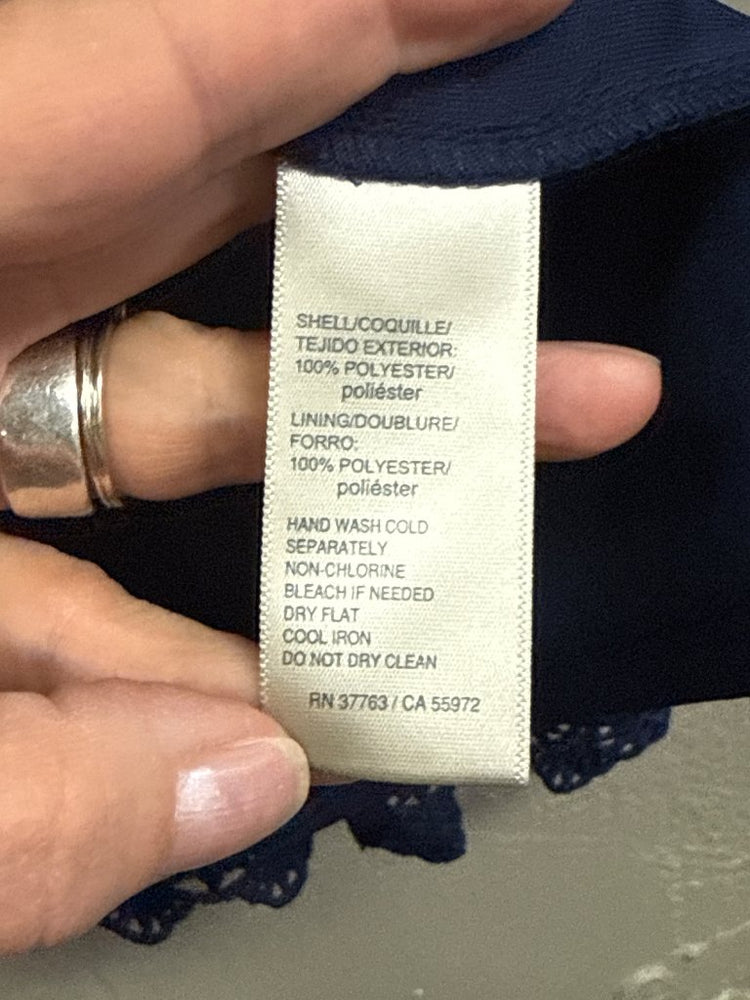 SHELL/COQUILLE/
TEJIDO EXTERIOR:
100% POLYESTER/
poliéster
LINING/DOUBLURE/
FORRO:
100% POLYESTER/
poliéster
HAND WASH COLD
SEPARATELY
NON-CHLORINE
BLEACH IF NEEDED
DRY FLAT
COOL IRON
DO NOT DRY CLEAN
RN 37763 / CA 55972